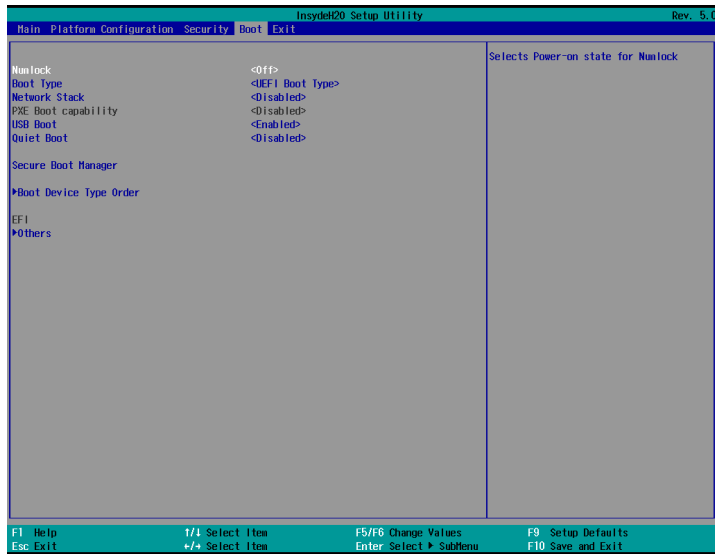 InsydeH20 Setup Utility Rev. 5.0
Main Platform Configuration Security Boot Exit
Selects Power-on state for Numlock
Numlock <Off>
Boot Type <UEFI Boot Type>
Network Stack <Disabled>
PXE Boot capability <Disabled>
USB Boot <Enabled>
Quiet Boot <Disabled>
Secure Boot Manager
▶Boot Device Type Order
EFI
▶Others
F1 Help ↑/↓ Select Item F5/F6 Change Values F9 Setup Defaults
Esc Exit ←/→ Select Item Enter Select ▶ SubMenu F10 Save and Exit